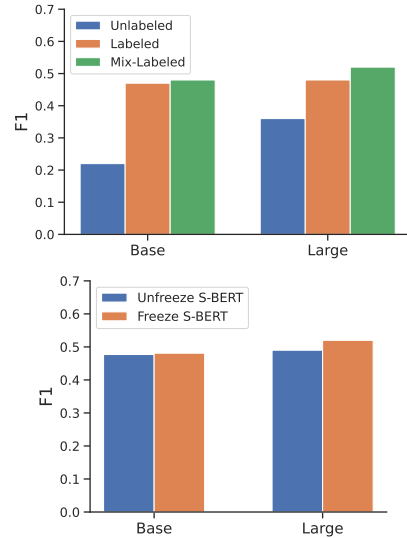 0.7
0.6
0.5
0.4
0.3
0.2
0.1
0.0
F1
Unlabeled
Labeled
Mix-Labeled
Base Large
0.7
0.6
0.5
0.4
0.3
0.2
0.1
0.0
F1
Unfreeze S-BERT
Freeze S-BERT
Base Large